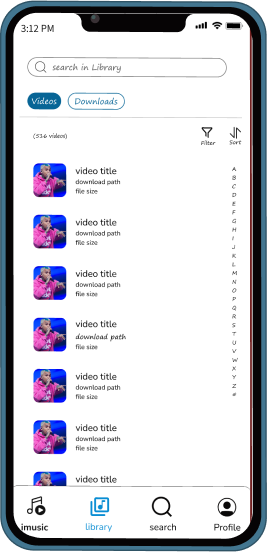 3:12 PM
search in Library
Videos
Downloads
(516 videos)
Filter
Sort
video title
download path
file size
video title
download path
file size
video title
download path
file size
video title
download path
file size
video title
download path
file size
video title
download path
file size
video title
A
B
C
D
E
F
G
H
I
J
K
L
M
N
O
P
Q
R
S
T
U
V
W
X
Y
Z
#
imusic
library
search
Profile